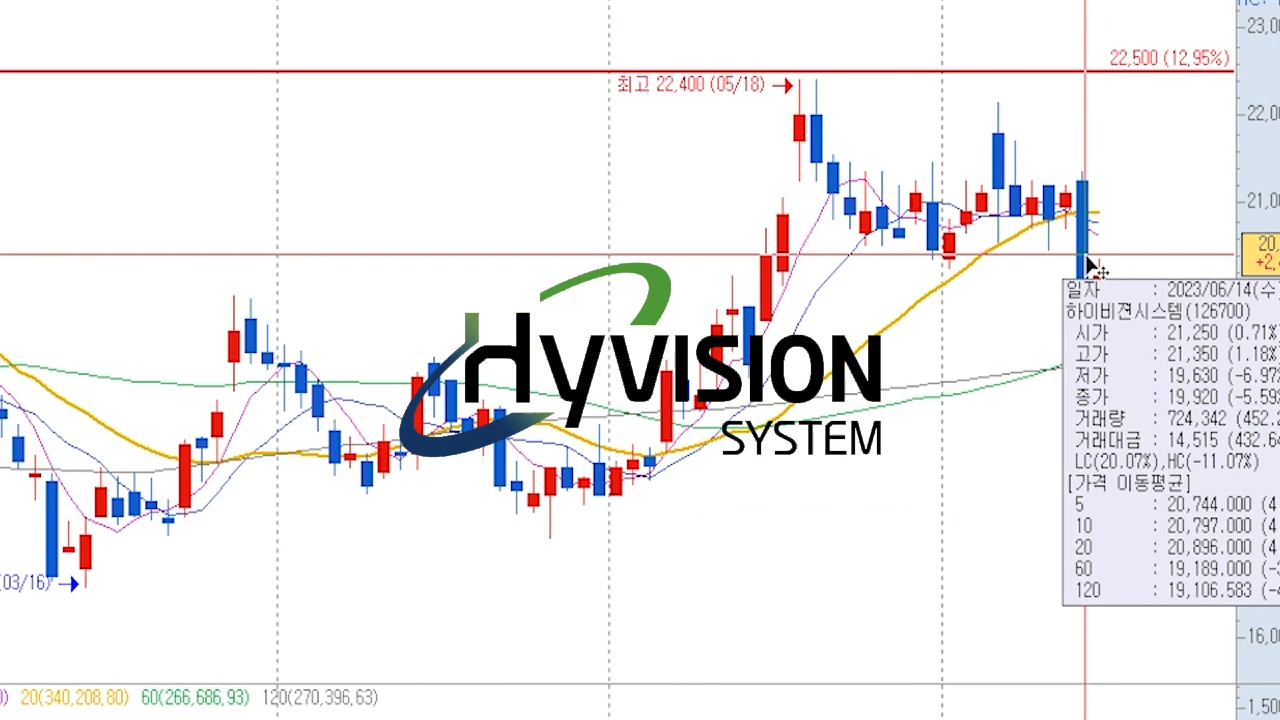 23,00
22,500 (12,95%)
최고 22,400 (05/18)
22,00
21,00
20,
+2,
Hyvision
SYSTEM
일자 : 2023/06/14(수
하이비젼시스템(126700)
시가 : 21,250 (0.71%
고가 : 21,350 (1.18%
저가 : 19,630 (-6.97%
종가 : 19,920 (-5.59%
거래량 : 724,342 (452.
거래대금 : 14,515 (432.6
LC(20.07%),HC(-11.07%)
[가격 이동평균]
5 : 20,744.000 (4
10 : 20,797.000 (4
20 : 20,896.000 (4
60 : 19,189.000 (-3
120 : 19,106.583 (-4
(03/16)
16,00
20(340,208,80) 60(266,686,93) 120(270,396,63)
1,500